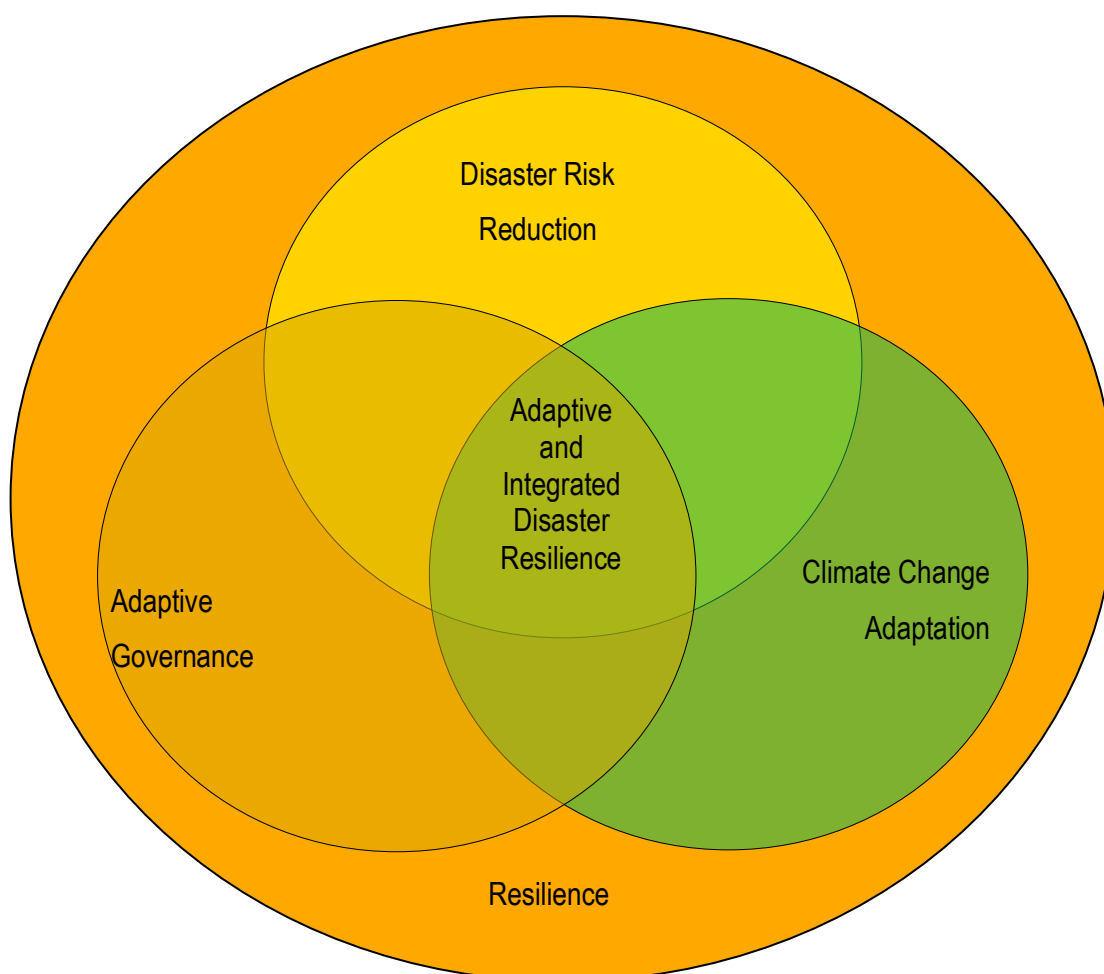 Disaster Risk
Reduction
Adaptive
and
Integrated
Disaster
Resilience
Climate Change
Adaptation
Adaptive
Governance
Resilience